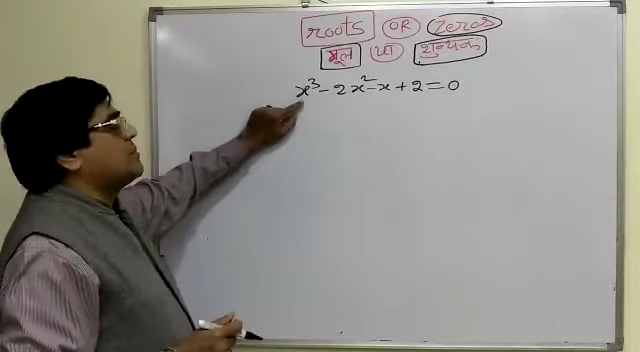 roots OR zeros
मूल या शुन्यक
x³ - 2x² - x + 2 = 0